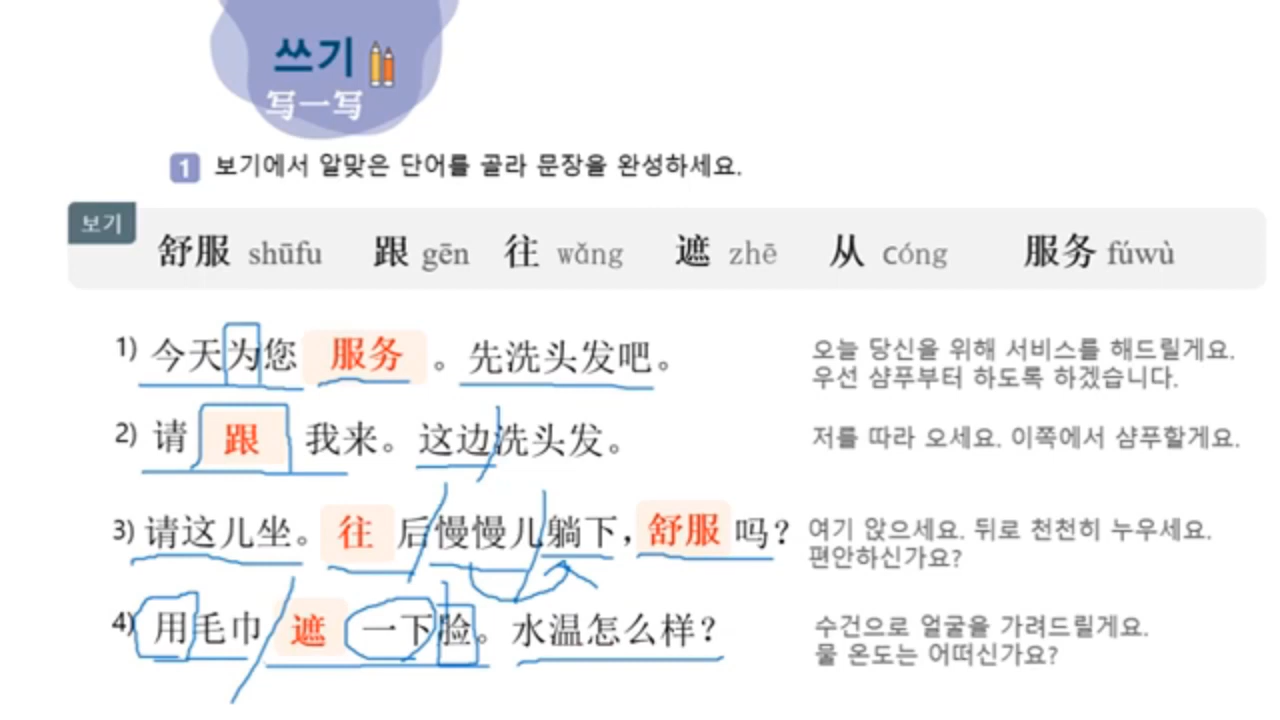 쓰기
写一写
1 보기에서 알맞은 단어를 골라 문장을 완성하세요.
보기
舒服 shūfu 跟 gēn 往 wǎng 遮 zhē 从 cóng 服务 fúwù
1) 今天为您 服务 。先洗头发吧。 오늘 당신을 위해 서비스를 해드릴게요.
우선 샴푸부터 하도록 하겠습니다.
2) 请 跟 我来。这边洗头发。 저를 따라 오세요. 이쪽에서 샴푸할게요.
3) 请这儿坐。 往 后慢慢儿躺下, 舒服 吗? 여기 앉으세요. 뒤로 천천히 누우세요.
편안하신가요?
4) 用毛巾 遮 一下脸。水温怎么样? 수건으로 얼굴을 가려드릴게요.
물 온도는 어떠신가요?